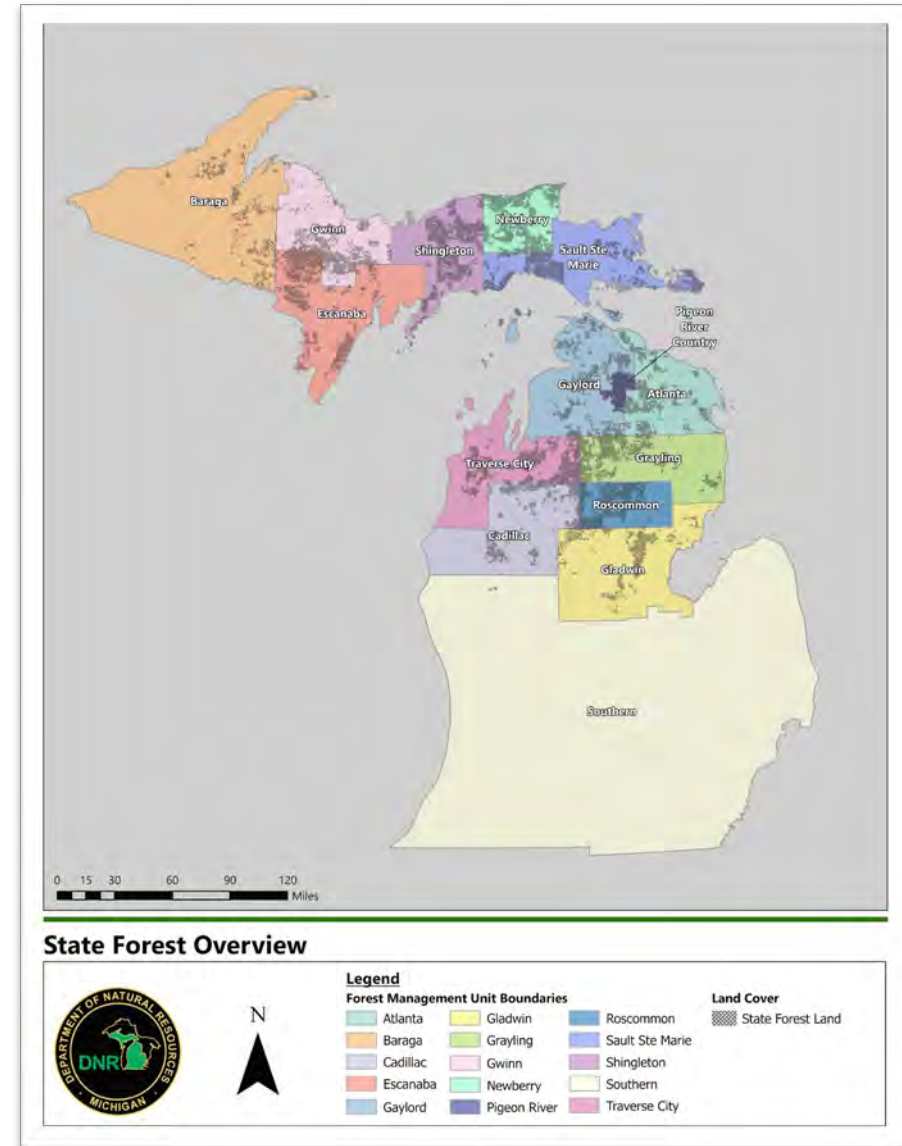 Baraga
Gwinn
Newberry
Shingleton
Sault Ste
Marie
Escanaba
Pigeon
River
Country
Gaylord
Atlanta
Traverse City
Grayling
Roscommon
Cadillac
Gladwin
Southern
0 15 30 60 90 120
Miles
State Forest Overview
DEPARTMENT OF NATURAL RESOURCES
DNR
MICHIGAN
N
Legend
Forest Management Unit Boundaries
Atlanta
Baraga
Cadillac
Escanaba
Gaylord
Gladwin
Grayling
Gwinn
Newberry
Pigeon River
Roscommon
Sault Ste Marie
Shingleton
Southern
Traverse City
Land Cover
State Forest Land